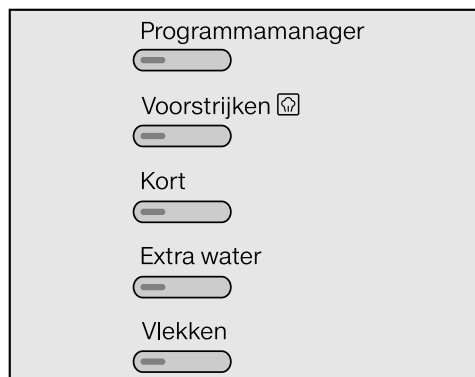 Programmamanager
Voorstrijken
Kort
Extra water
Vlekken